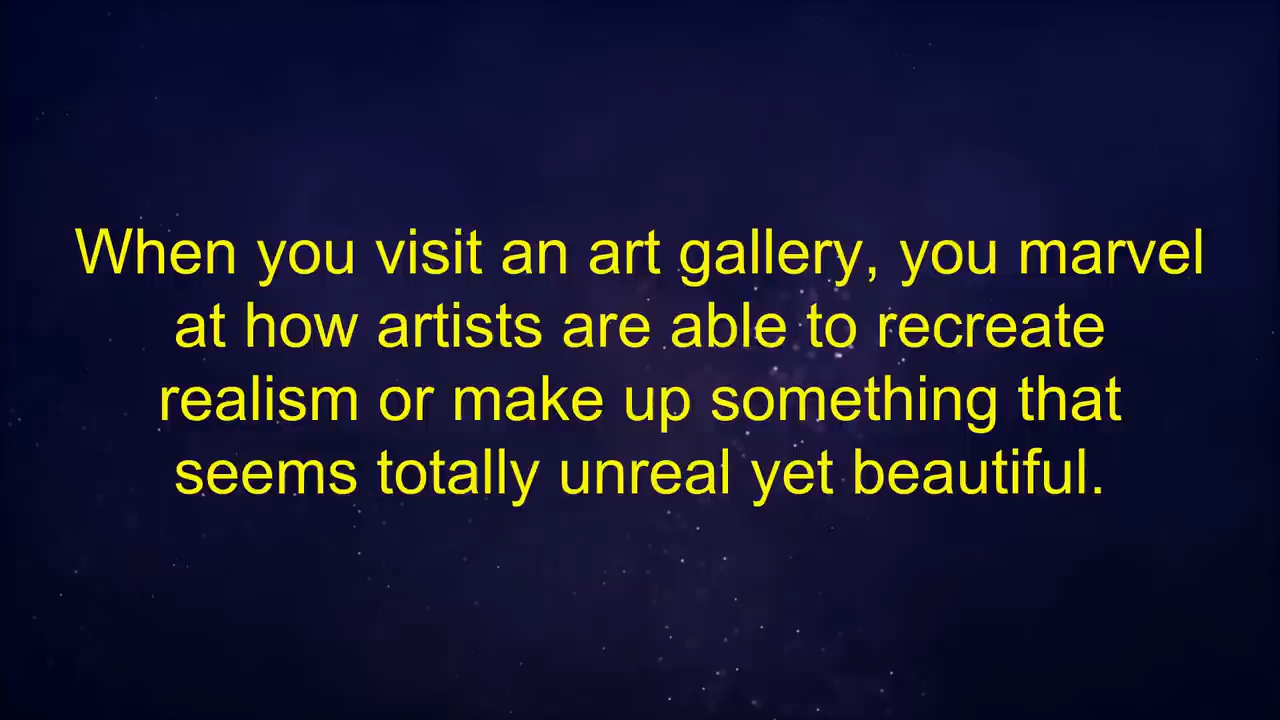 When you visit an art gallery, you marvel
at how artists are able to recreate
realism or make up something that
seems totally unreal yet beautiful.